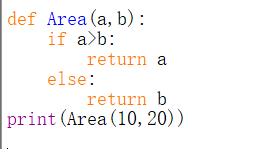 def Area(a,b):
    if a>b:
        return a
    else:
        return b
print(Area(10,20))